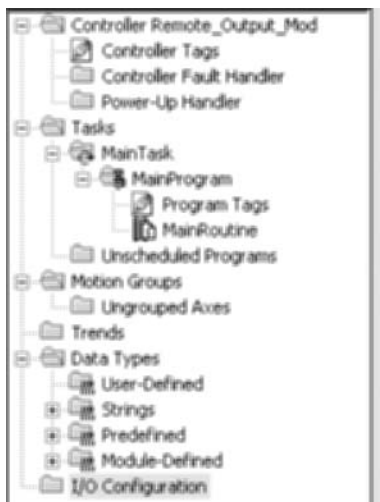 Controller Remote_Output_Mod
Controller Tags
Controller Fault Handler
Power-Up Handler
Tasks
MainTask
MainProgram
Program Tags
MainRoutine
Unscheduled Programs
Motion Groups
Ungrouped Axes
Trends
Data Types
User-Defined
Strings
Predefined
Module-Defined
I/O Configuration